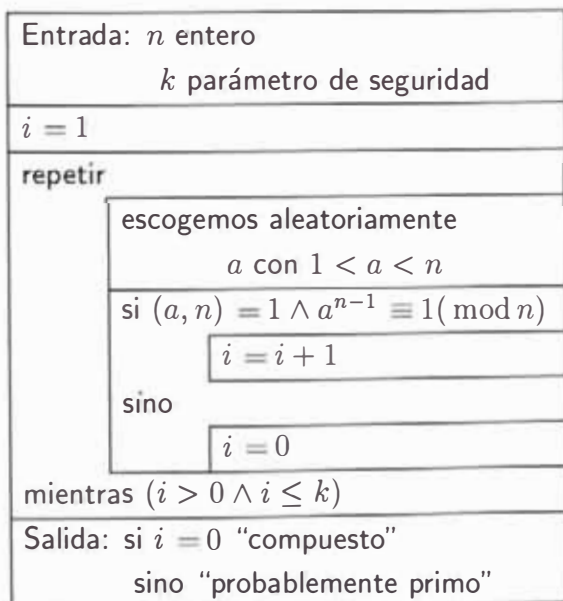 Entrada: n entero
k parámetro de seguridad
i = 1
repetir
escogemos aleatoriamente
a con 1 < a < n
si (a, n) = 1 ∧ a^{n−1} ≡ 1( mod n)
i = i + 1
sino
i = 0
mientras (i > 0 ∧ i ≤ k)
Salida: si i = 0 “compuesto”
sino “probablemente primo”